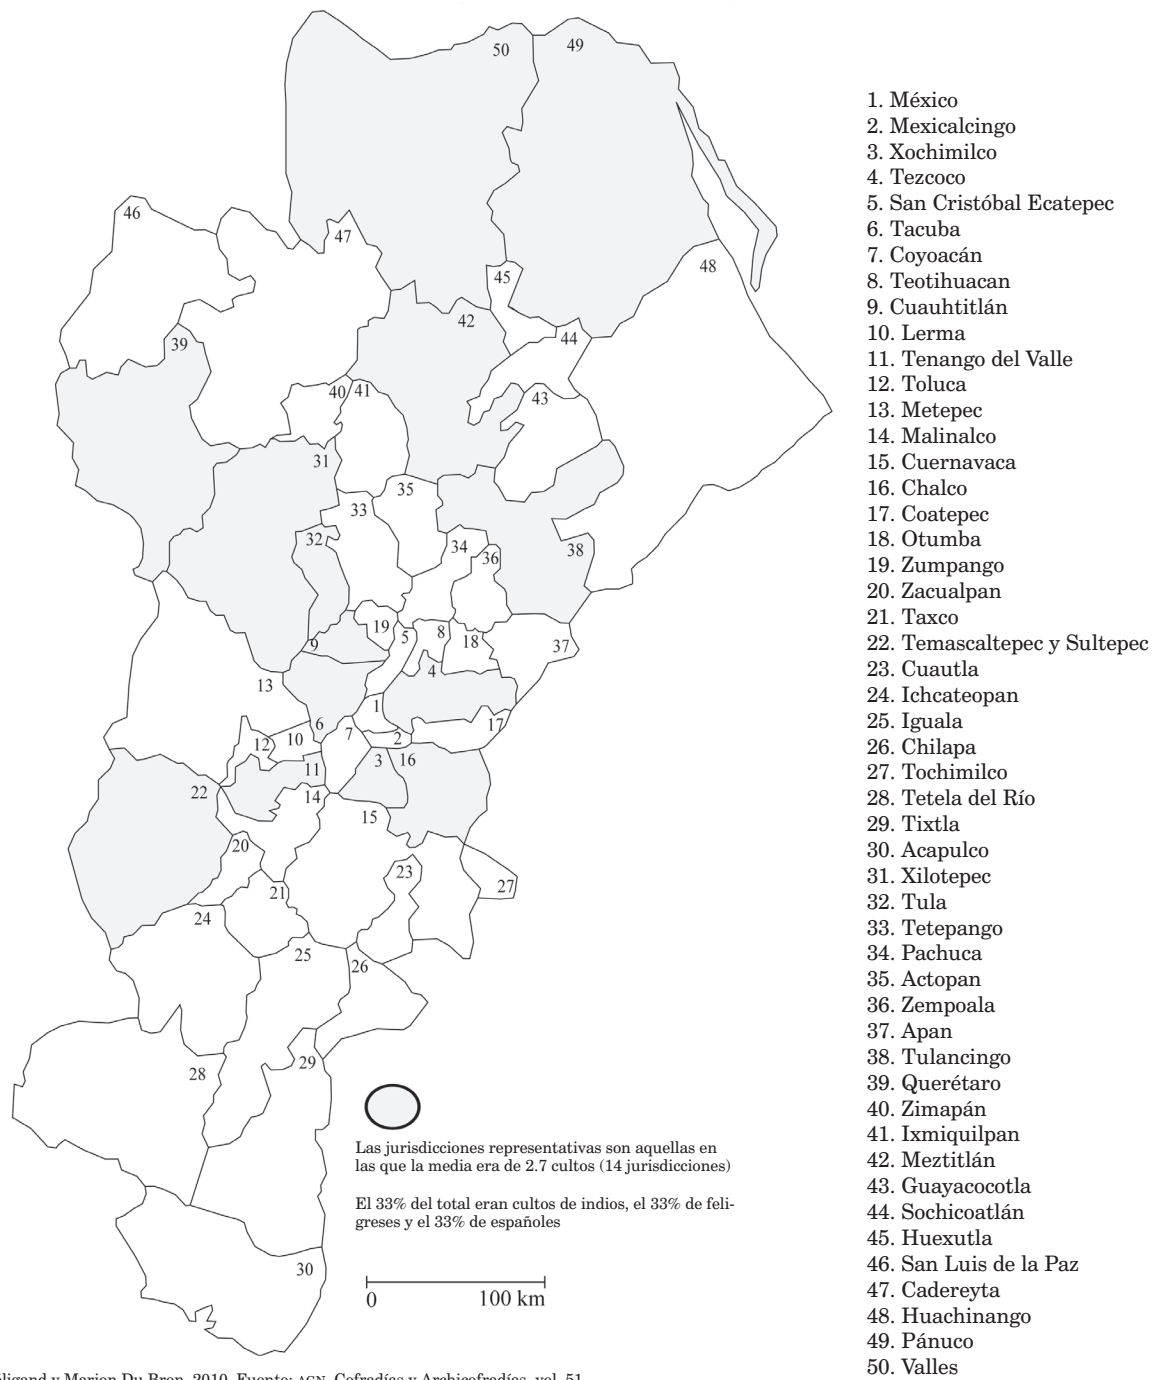 50
49
46
47
48
45
42
44
39
40
41
43
31
35
33
32
34
36
38
19
5
8
18
37
9
4
13
1
17
6
7
2
12
10
3
16
11
22
14
15
20
23
21
27
24
25
26
29
28
30
Las jurisdicciones representativas son aquellas en
las que la media era de 2.7 cultos (14 jurisdicciones)
El 33% del total eran cultos de indios, el 33% de feli-
greses y el 33% de españoles
0 100 km
1. México
2. Mexicalcingo
3. Xochimilco
4. Tezcoco
5. San Cristóbal Ecatepec
6. Tacuba
7. Coyoacán
8. Teotihuacan
9. Cuauhtitlán
10. Lerma
11. Tenango del Valle
12. Toluca
13. Metepec
14. Malinalco
15. Cuernavaca
16. Chalco
17. Coatepec
18. Otumba
19. Zumpango
20. Zacualpan
21. Taxco
22. Temascaltepec y Sultepec
23. Cuautla
24. Ichcateopan
25. Iguala
26. Chilapa
27. Tochimilco
28. Tetela del Río
29. Tixtla
30. Acapulco
31. Xilotepec
32. Tula
33. Tetepango
34. Pachuca
35. Actopan
36. Zempoala
37. Apan
38. Tulancingo
39. Querétaro
40. Zimapán
41. Ixmiquilpan
42. Meztitlán
43. Guayacocotla
44. Sochicoatlán
45. Huexutla
46. San Luis de la Paz
47. Cadereyta
48. Huachinango
49. Pánuco
50. Valles
y Marion Du Bron, 2010. Fuente: AGN, Cofradías y Archicofradías, vol. 51